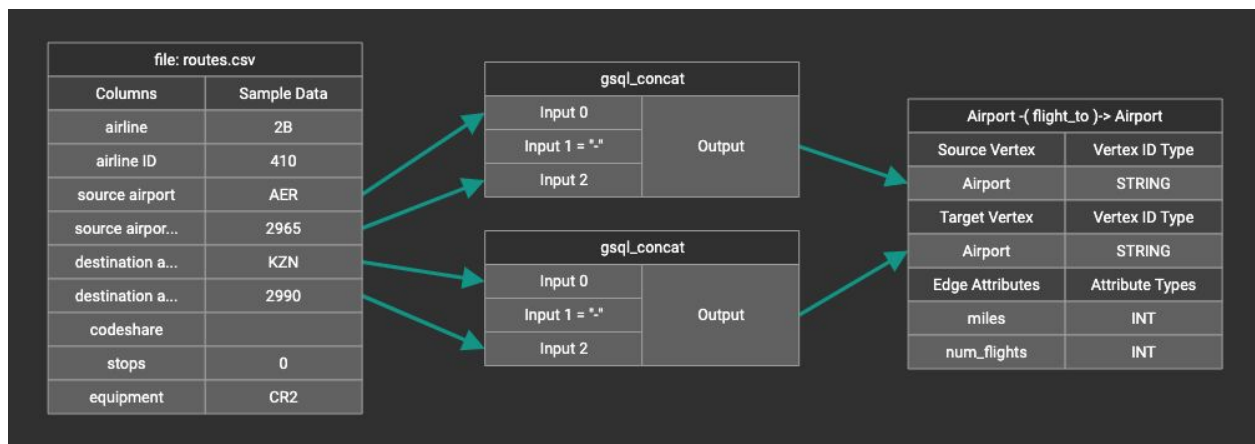 file: routes.csv
Columns Sample Data
airline 2B
airline ID 410
source airport AER
source airpor... 2965
destination a... KZN
destination a... 2990
codeshare
stops 0
equipment CR2
gsql_concat
Input 0
Input 1 = "-" Output
Input 2
gsql_concat
Input 0
Input 1 = "-" Output
Input 2
Airport -( flight_to )-> Airport
Source Vertex Vertex ID Type
Airport STRING
Target Vertex Vertex ID Type
Airport STRING
Edge Attributes Attribute Types
miles INT
num_flights INT